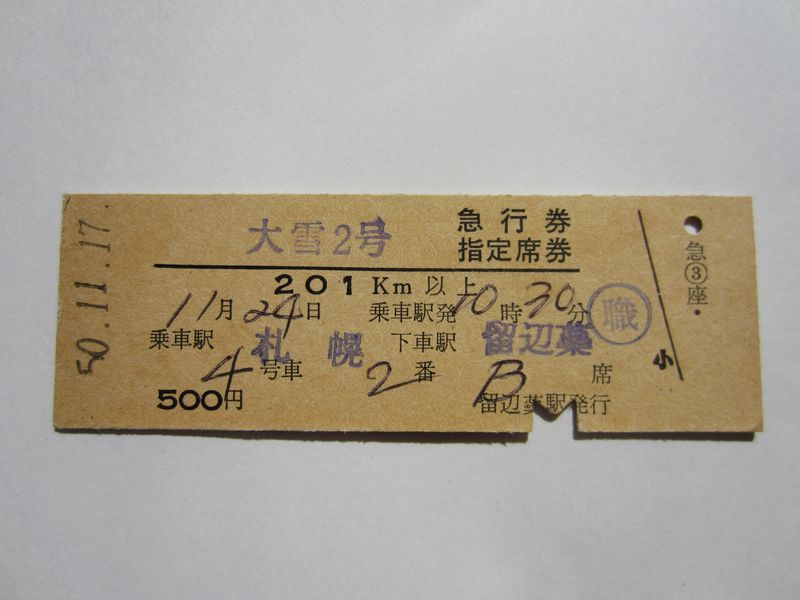 50.11.17.
大雪2号
急行券
指定席券
201Km以上
11月24日 乗車駅発10時30分
乗車駅 札幌 下車駅 留辺蘂 職
4号車 2番 B席
500円 留辺蘂駅発行
小
急③座・